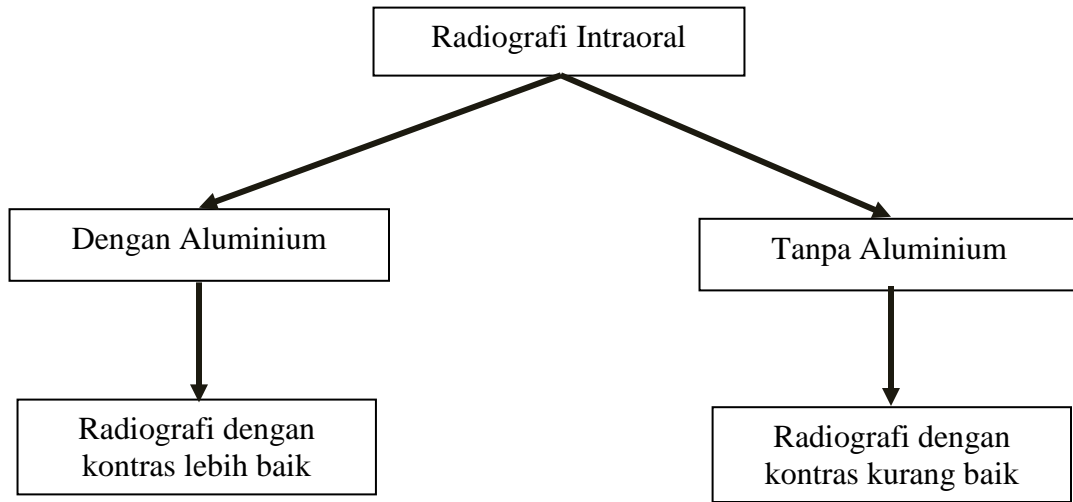 Radiografi Intraoral
Dengan Aluminium
Tanpa Aluminium
Radiografi dengan
kontras lebih baik
Radiografi dengan
kontras kurang baik